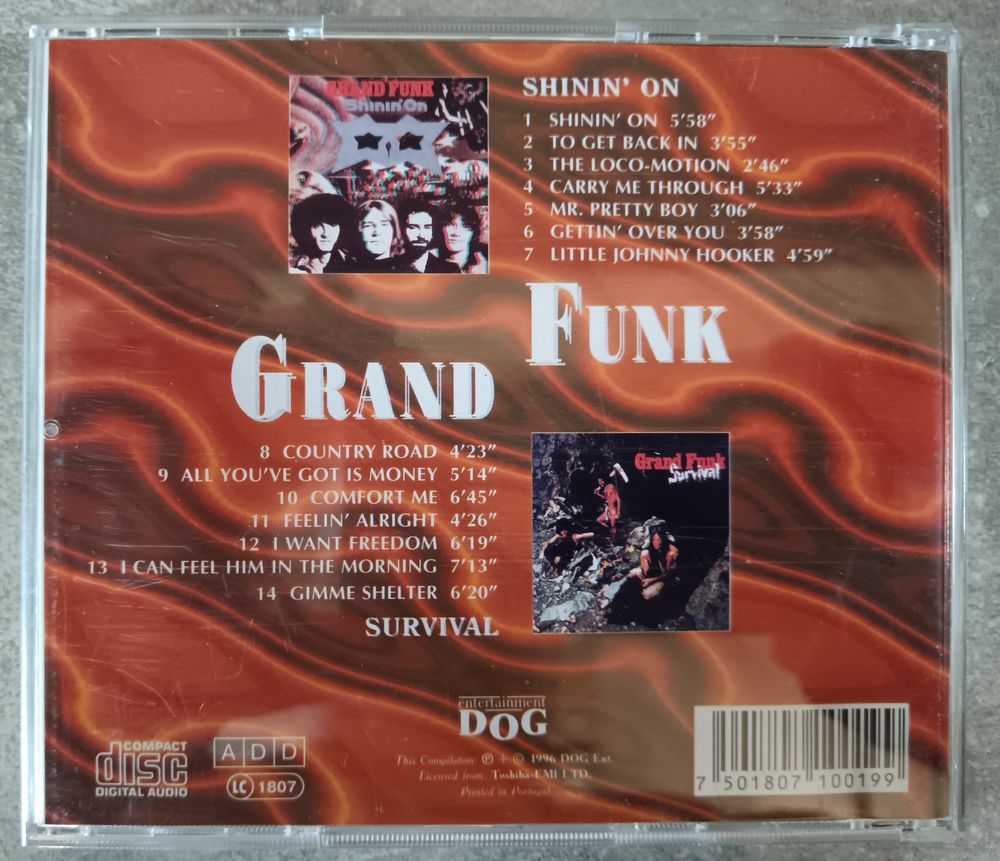 GRAND FUNK
Shinin' On
SHININ' ON
1 SHININ' ON 5'58"
2 TO GET BACK IN 3'55"
3 THE LOCO-MOTION 2'46"
4 CARRY ME THROUGH 5'33"
5 MR. PRETTY BOY 3'06"
6 GETTIN' OVER YOU 3'58"
7 LITTLE JOHNNY HOOKER 4'59"
FUNK
GRAND
8 COUNTRY ROAD 4'23"
9 ALL YOU'VE GOT IS MONEY 5'14"
10 COMFORT ME 6'45"
11 FEELIN' ALRIGHT 4'26"
12 I WANT FREEDOM 6'19"
13 I CAN FEEL HIM IN THE MORNING 7'13"
14 GIMME SHELTER 6'20"
SURVIVAL
Grand Funk
Survival
entertainment
DOG
This Compilation: ℗ + © 1996 DOG Ent.
Licensed from: Toshiba-EMI LTD.
Printed in Portugal
COMPACT
disc
DIGITAL AUDIO
ADD
LC 1807
7 501807 100199